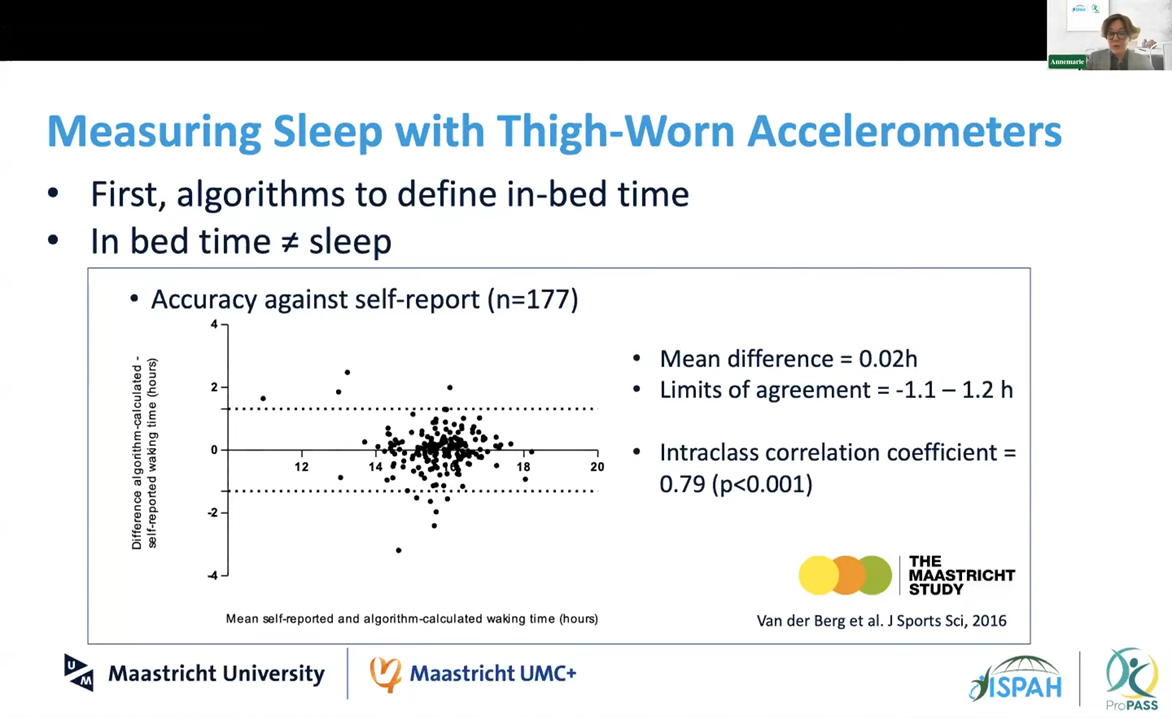 Annemarie
Measuring Sleep with Thigh-Worn Accelerometers
• First, algorithms to define in-bed time
• In bed time ≠ sleep
• Accuracy against self-report (n=177)
4
2
0
-2
-4
12
14
16
18
20
Difference algorithm-calculated -
self-reported waking time (hours)
Mean self-reported and algorithm-calculated waking time (hours)
• Mean difference = 0.02h
• Limits of agreement = -1.1 – 1.2 h
• Intraclass correlation coefficient =
0.79 (p<0.001)
THE
MAASTRICHT
STUDY
Van der Berg et al. J Sports Sci, 2016
UM
Maastricht University
Maastricht UMC+
ISPAH
ProPASS